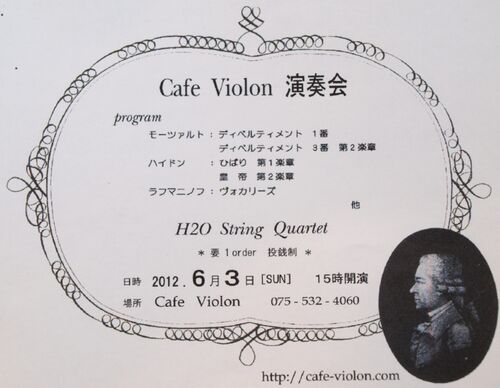 Cafe Violon 演奏会
program
モーツァルト：ディベルティメント 1番
ディベルティメント 3番 第2楽章
ハイドン：ひばり 第1楽章
皇帝 第2楽章
ラフマニノフ：ヴォカリーズ
他
H2O String Quartet
＊要1order 投銭制＊
日時 2012.6月3日[SUN] 15時開演
場所 Cafe Violon 075-532-4060
http://cafe-violon.com